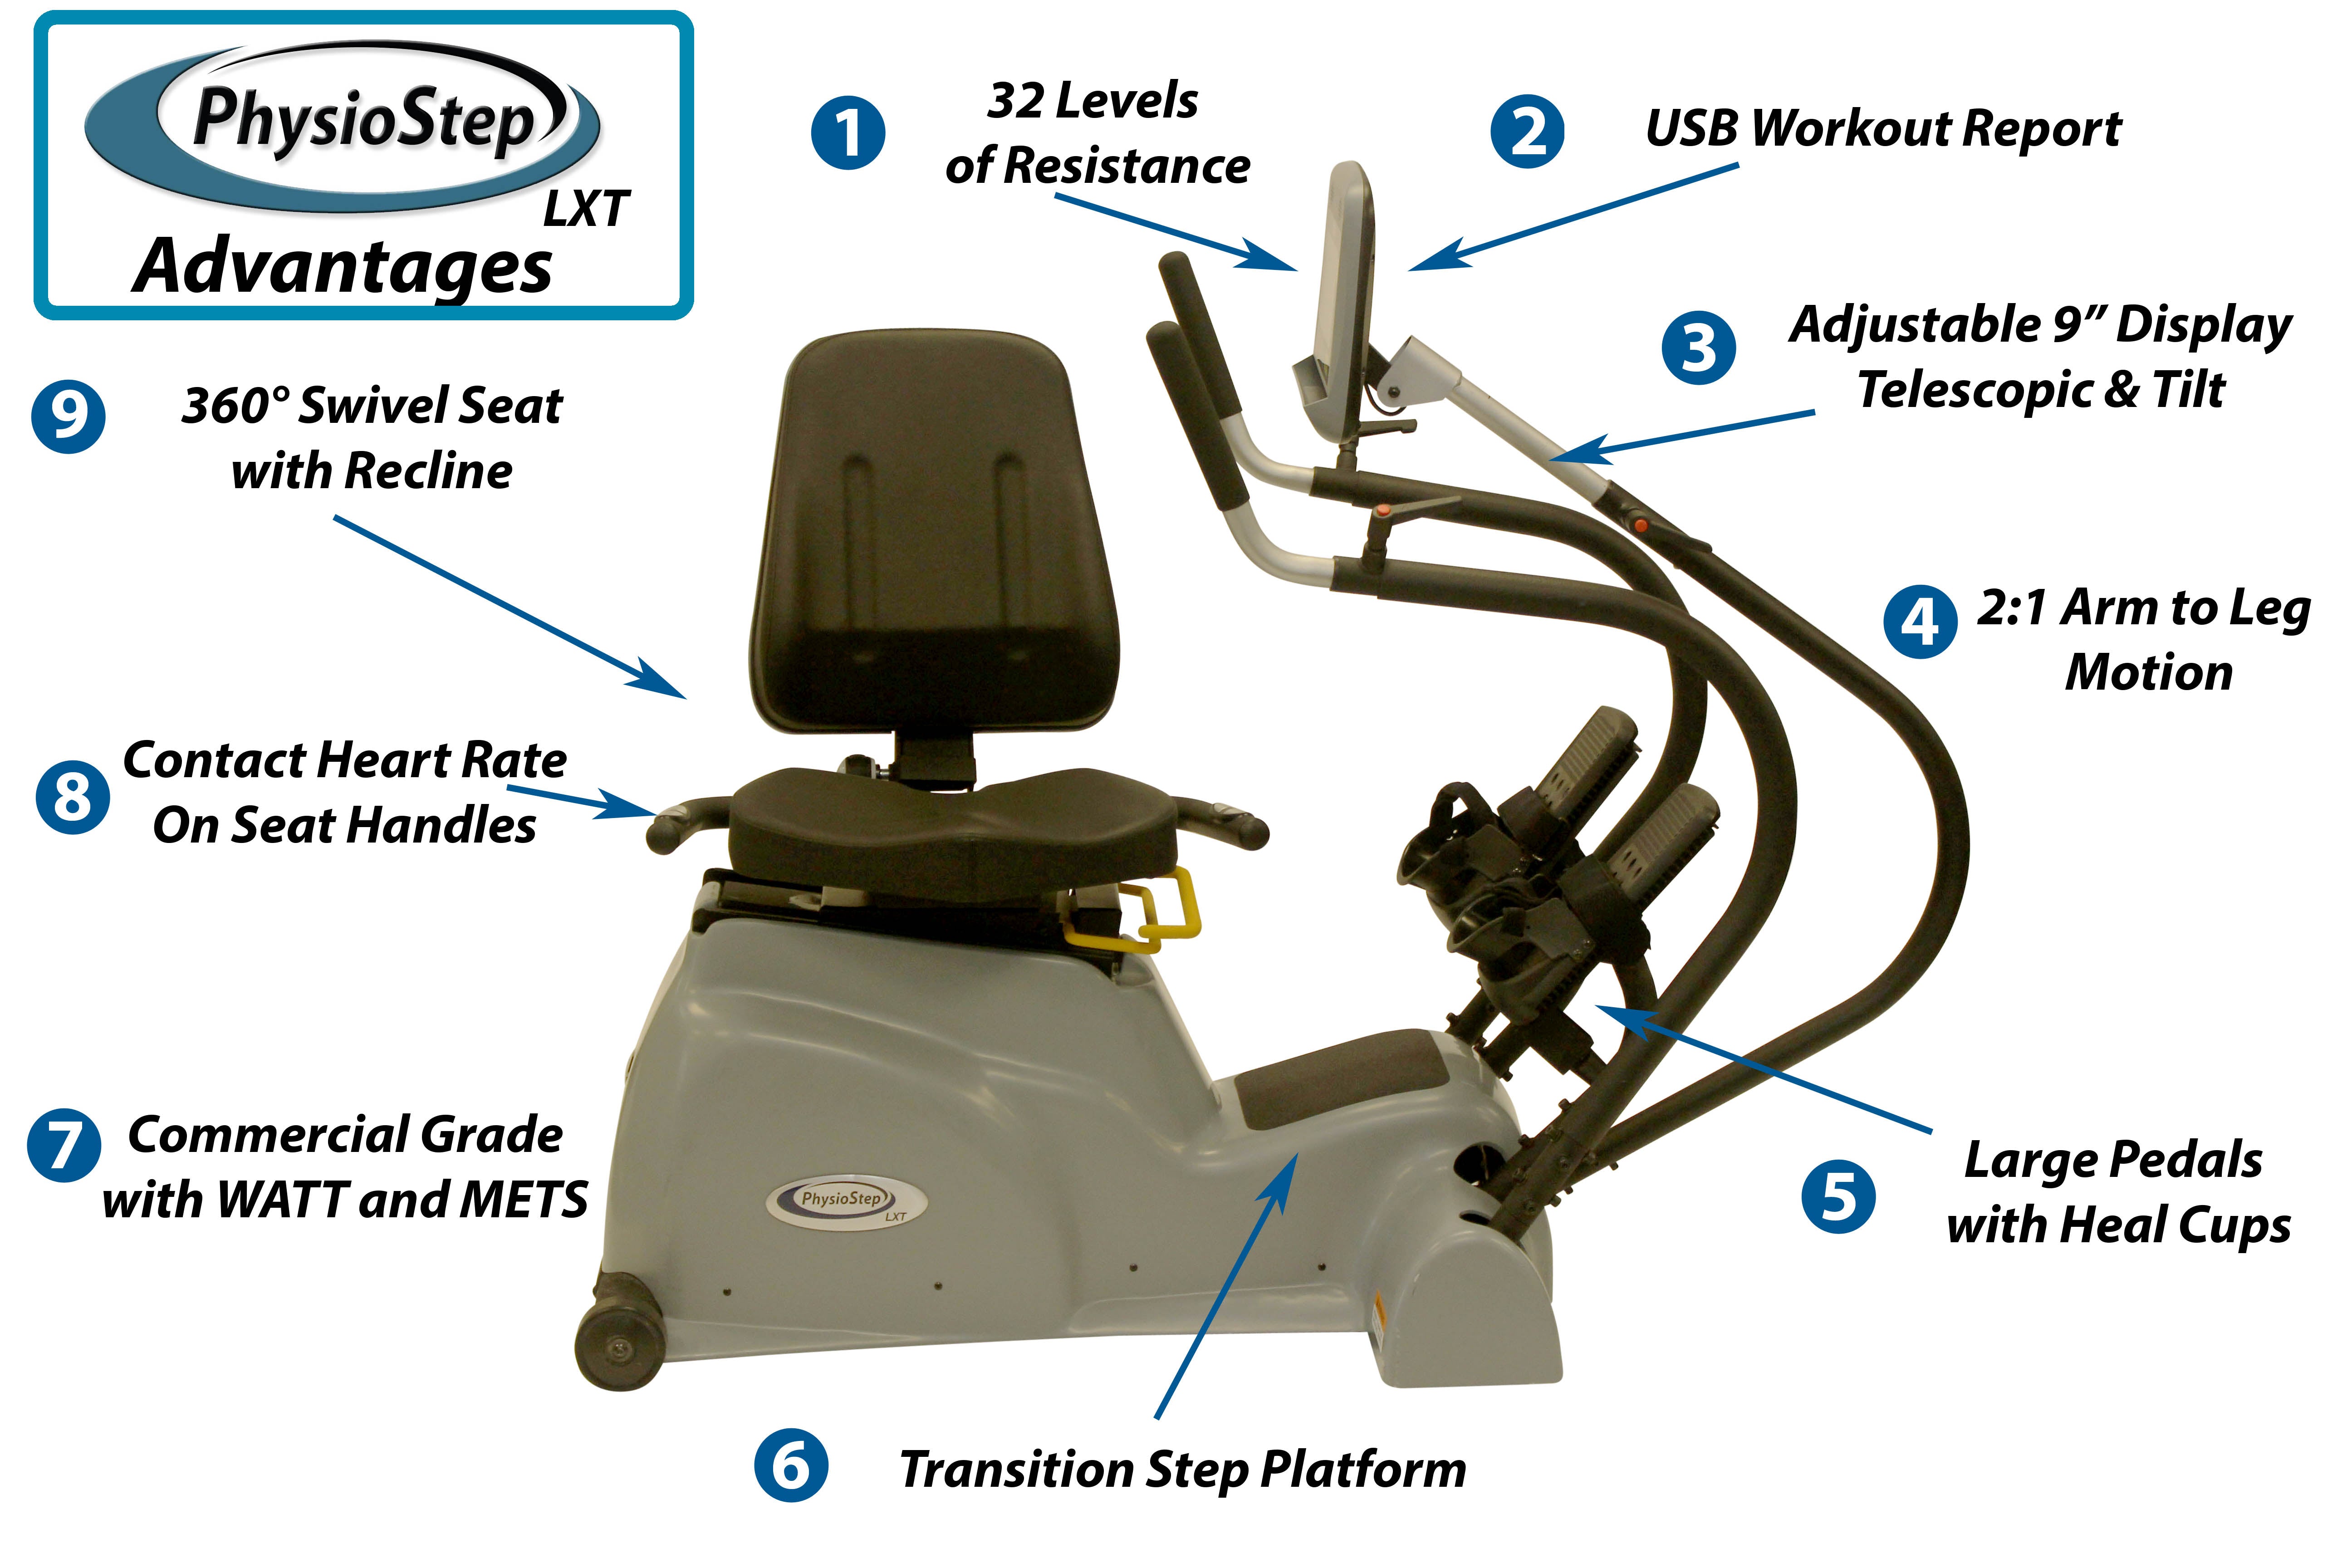 PhysioStep
LXT
Advantages
1
32 Levels
of Resistance
2
USB Workout Report
3
Adjustable 9” Display
Telescopic & Tilt
4
2:1 Arm to Leg
Motion
5
Large Pedals
with Heal Cups
6
Transition Step Platform
7
Commercial Grade
with WATT and METS
8
Contact Heart Rate
On Seat Handles
9
360° Swivel Seat
with Recline
PhysioStep
LXT